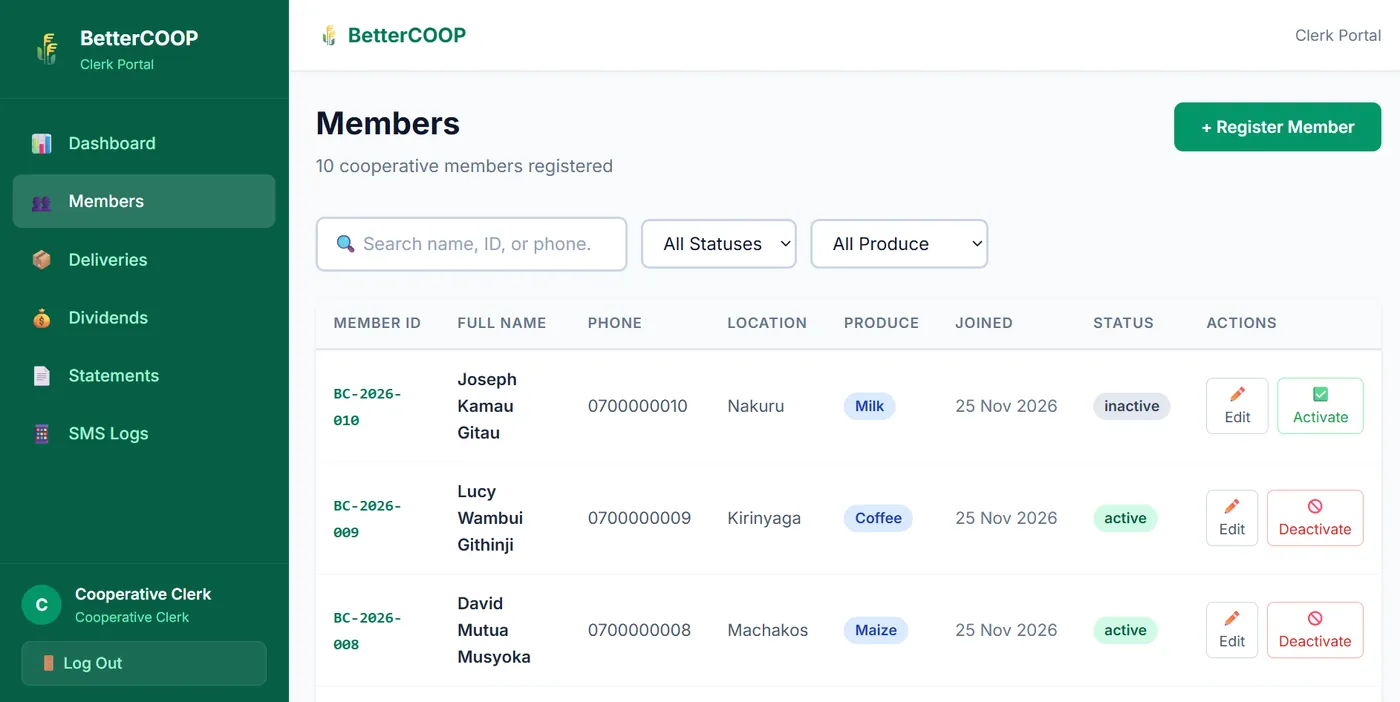 BetterCOOP
Clerk Portal
Dashboard
Members
Deliveries
Dividends
Statements
SMS Logs
C
Cooperative Clerk
Cooperative Clerk
Log Out
BetterCOOP
Clerk Portal
Members
10 cooperative members registered
+ Register Member
Search name, ID, or phone.
All Statuses
All Produce
MEMBER ID FULL NAME PHONE LOCATION PRODUCE JOINED STATUS ACTIONS
BC-2026-
010
Joseph
Kamau
Gitau
0700000010
Nakuru
Milk
25 Nov 2026
inactive
Edit
Activate
BC-2026-
009
Lucy
Wambui
Githinji
0700000009
Kirinyaga
Coffee
25 Nov 2026
active
Edit
Deactivate
BC-2026-
008
David
Mutua
Musyoka
0700000008
Machakos
Maize
25 Nov 2026
active
Edit
Deactivate